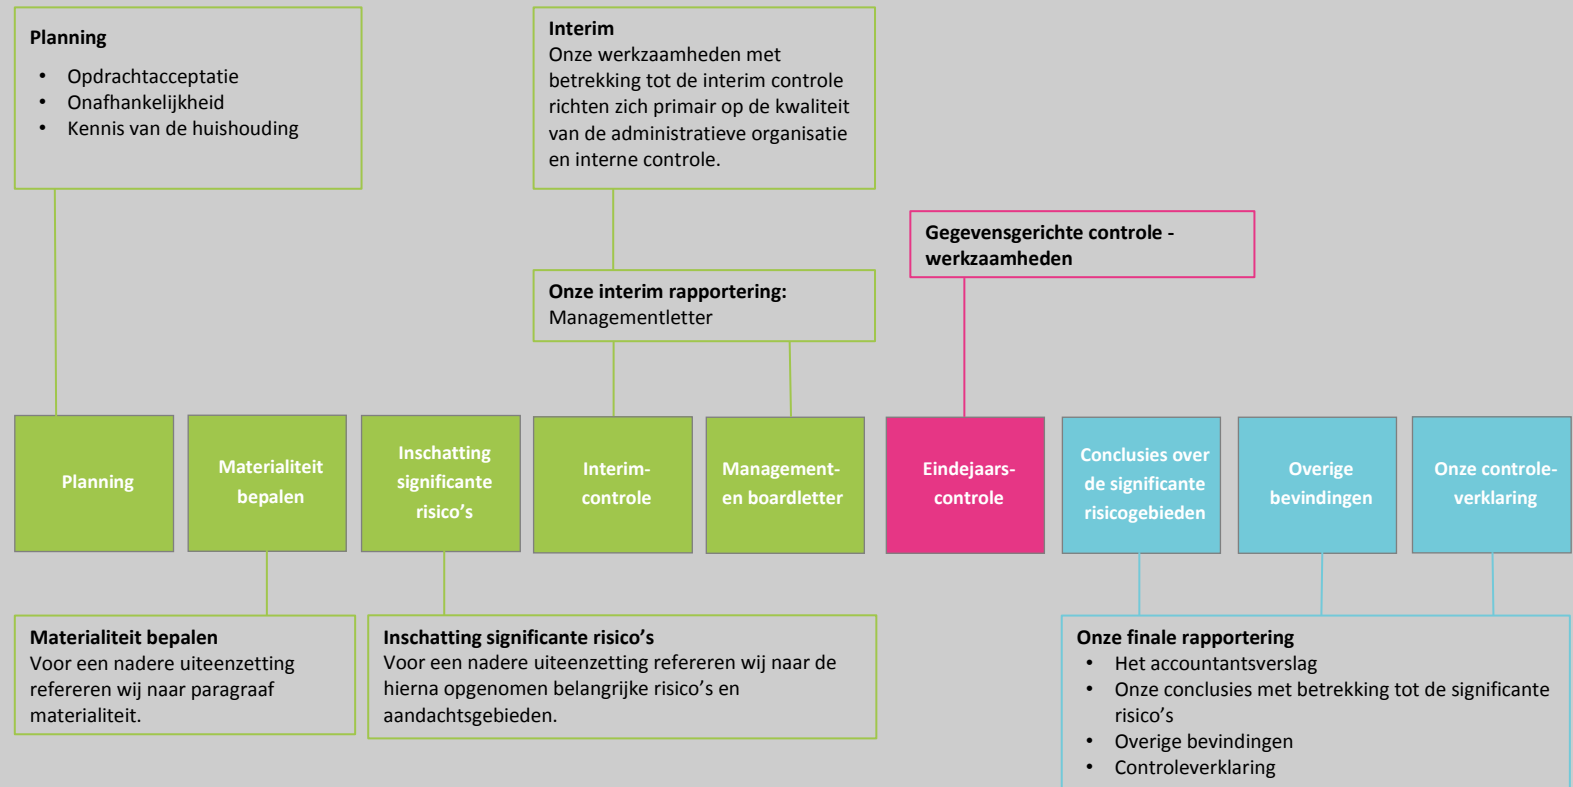 Planning
• Opdrachtacceptatie
• Onafhankelijkheid
• Kennis van de huishouding
Interim
Onze werkzaamheden met
betrekking tot de interim controle
richten zich primair op de kwaliteit
van de administratieve organisatie
en interne controle.
Gegevensgerichte controle -
werkzaamheden
Onze interim rapportering:
Managementletter
Planning
Materialiteit
bepalen
Inschatting
significante
risico’s
Interim-
controle
Management-
en boardletter
Eindejaars-
controle
Conclusies over
de significante
risicogebieden
Overige
bevindingen
Onze controle-
verklaring
Materialiteit bepalen
Voor een nadere uiteenzetting
refereren wij naar paragraaf
materialiteit.
Inschatting significante risico’s
Voor een nadere uiteenzetting refereren wij naar de
hierna opgenomen belangrijke risico’s en
aandachtsgebieden.
Onze finale rapportering
• Het accountantsverslag
• Onze conclusies met betrekking tot de significante
risico’s
• Overige bevindingen
• Controleverklaring